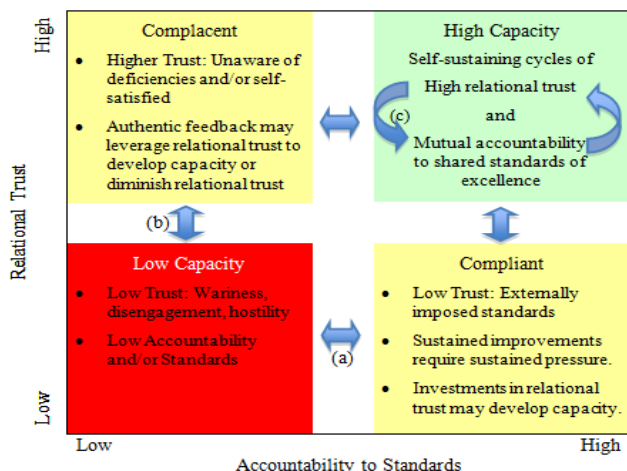 High
Relational Trust
Low
Complacent
• Higher Trust: Unaware of
deficiencies and/or self-
satisfied
• Authentic feedback may
leverage relational trust to
develop capacity or
diminish relational trust
High Capacity
Self-sustaining cycles of
High relational trust
(c)
and
Mutual accountability
to shared standards of
excellence
(b)
Low Capacity
• Low Trust: Wariness,
disengagement, hostility
• Low Accountability
and/or Standards
(a)
Compliant
• Low Trust: Externally
imposed standards
• Sustained improvements
require sustained pressure.
• Investments in relational
trust may develop capacity.
Low
High
Accountability to Standards